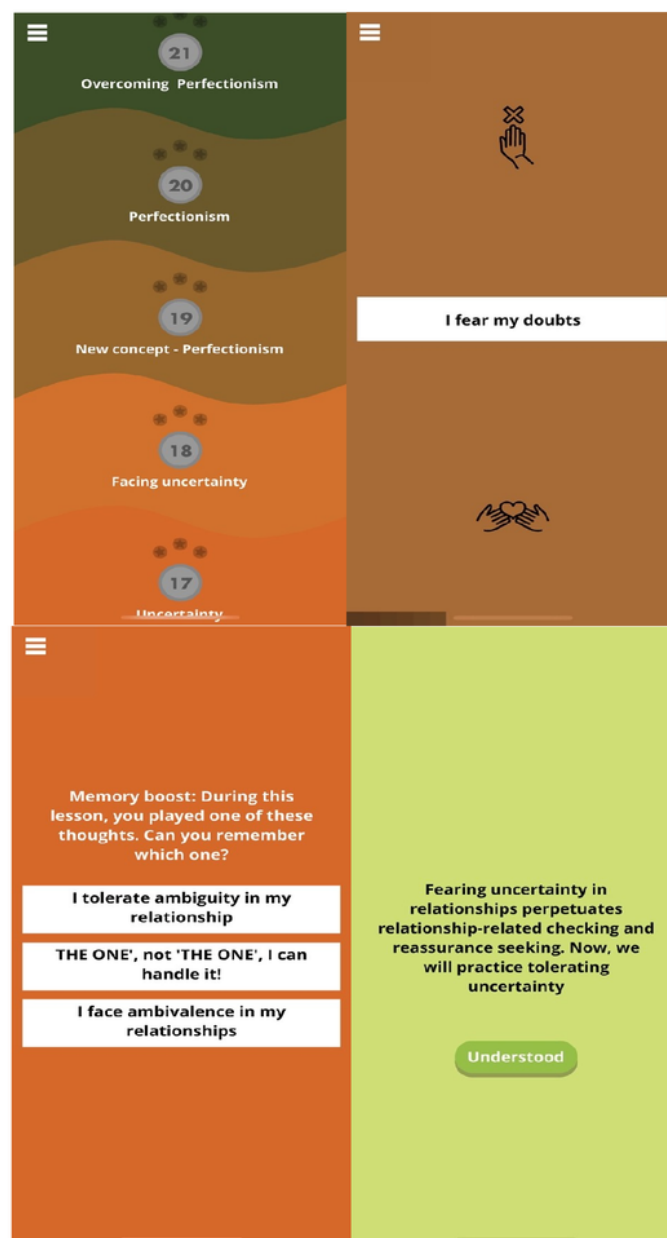 21
Overcoming Perfectionism
20
Perfectionism
19
New concept - Perfectionism
18
Facing uncertainty
17
Uncertainty
I fear my doubts
Memory boost: During this
lesson, you played one of these
thoughts. Can you remember
which one?
I tolerate ambiguity in my
relationship
THE ONE', not 'THE ONE', I can
handle it!
I face ambivalence in my
relationships
Fearing uncertainty in
relationships perpetuates
relationship-related checking and
reassurance seeking. Now, we
will practice tolerating
uncertainty
Understood